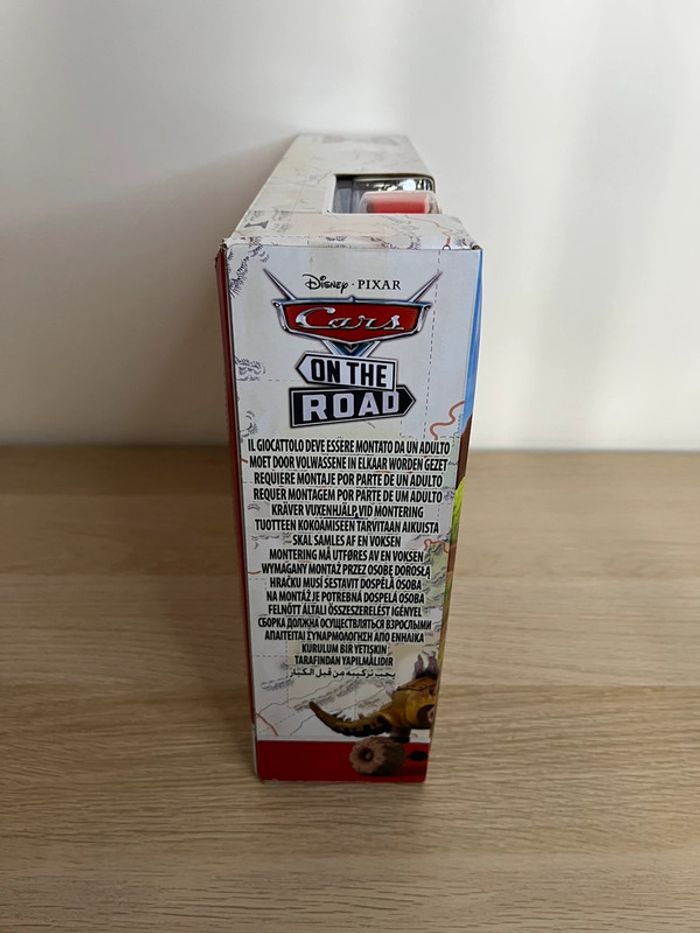 Disney · PIXAR
Cars
ON THE
ROAD
IL GIOCATTOLO DEVE ESSERE MONTATO DA UN ADULTO
MOET DOOR VOLWASSENE IN ELKAAR WORDEN GEZET
REQUIERE MONTAJE POR PARTE DE UN ADULTO
REQUER MONTAGEM POR PARTE DE UM ADULTO
KRÄVER VUXENHJÄLP VID MONTERING
TUOTTEEN KOKOAMISEEN TARVITAAN AIKUISTA
SKAL SAMLES AF EN VOKSEN
MONTERING MÅ UTFØRES AV EN VOKSEN
WYMAGANY MONTAŻ PRZEZ OSOBĘ DOROSŁĄ
HRAČKU MUSÍ SESTAVIT DOSPĚLÁ OSOBA
NA MONTÁŽ JE POTREBNÁ DOSPELÁ OSOBA
FELNŐTT ÁLTALI ÖSSZESZERELÉST IGÉNYEL
СБОРКА ДОЛЖНА ОСУЩЕСТВЛЯТЬСЯ ВЗРОСЛЫМИ
ΑΠΑΙΤΕΙΤΑΙ ΣΥΝΑΡΜΟΛΟΓΗΣΗ ΑΠΟ ΕΝΗΛΙΚΑ
KURULUM BİR YETİŞKİN
TARAFINDAN YAPILMALIDIR
يجب تركيبه من قبل الكبار